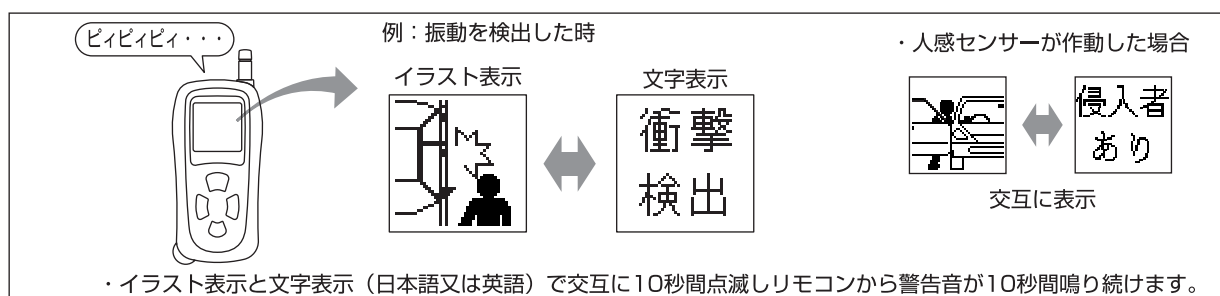 ピィピィピィ・・・
例：振動を検出した時
イラスト表示
文字表示
衝撃
検出
・人感センサーが作動した場合
侵入者
あり
交互に表示
・イラスト表示と文字表示（日本語又は英語）で交互に10秒間点滅しリモコンから警告音が10秒間鳴り続けます。